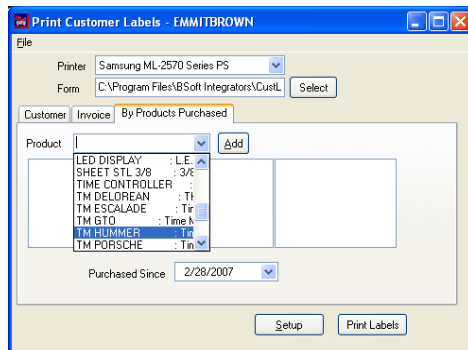 Print Customer Labels - EMMITBROWN
File
Printer Samsung ML-2570 Series PS
Form C:\Program Files\BSoft Integrators\CustL Select
Customer Invoice By Products Purchased
Product Add
LED DISPLAY : L.E.
SHEET STL 3/8 : 3/8
TIME CONTROLLER :
TM DELOREAN : TH
TM ESCALADE : Tir
TM GTO : Time M
TM HUMMER : Tin
TM PORSCHE : Tin
Purchased Since 2/28/2007
Setup Print Labels